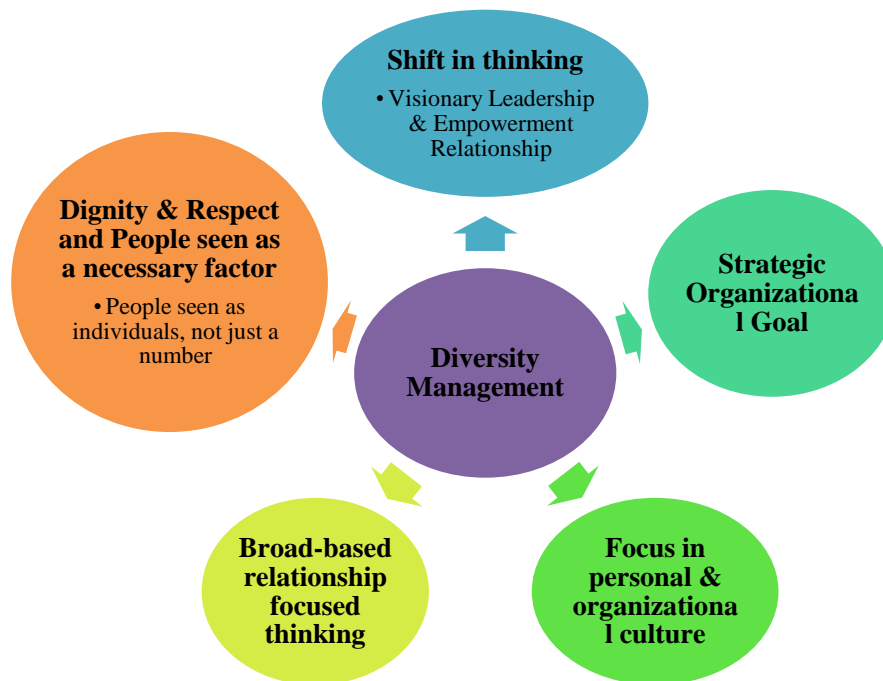 Shift in thinking
• Visionary Leadership
& Empowerment
Relationship
Dignity & Respect
and People seen as
a necessary factor
• People seen as
individuals, not just a
number
Strategic
Organizationa
l Goal
Diversity
Management
Broad-based
relationship
focused
thinking
Focus in
personal &
organizationa
l culture